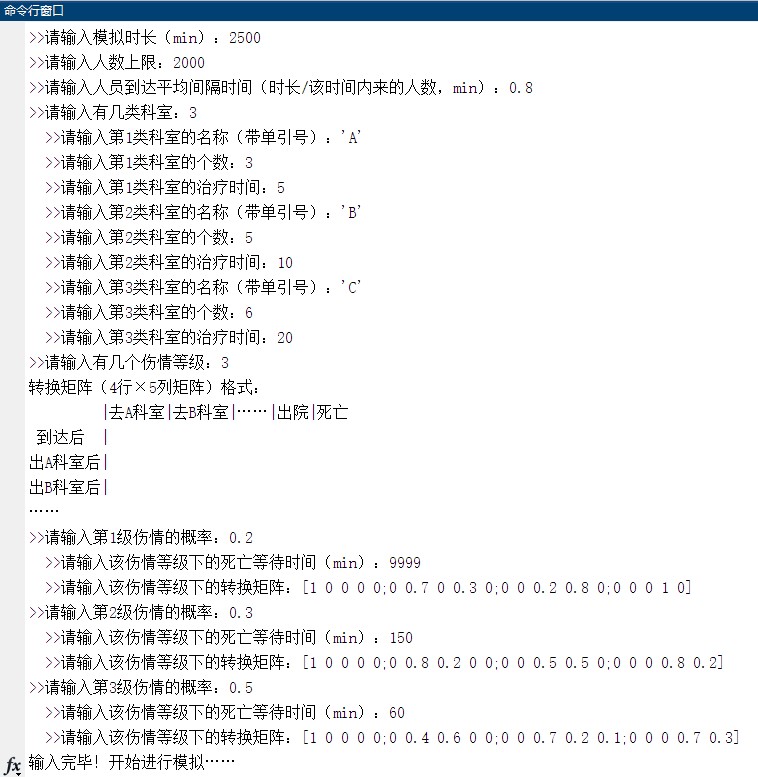 命令行窗口
>>请输入模拟时长（min）：2500
>>请输入人数上限：2000
>>请输入人员到达平均间隔时间（时长/该时间内来的人数，min）：0.8
>>请输入有几类科室：3
>>请输入第1类科室的名称（带单引号）：'A'
>>请输入第1类科室的个数：3
>>请输入第1类科室的治疗时间：5
>>请输入第2类科室的名称（带单引号）：'B'
>>请输入第2类科室的个数：5
>>请输入第2类科室的治疗时间：10
>>请输入第3类科室的名称（带单引号）：'C'
>>请输入第3类科室的个数：6
>>请输入第3类科室的治疗时间：20
>>请输入有几个伤情等级：3
转换矩阵（4行×5列矩阵）格式：
|去A科室|去B科室|……|出院|死亡
到达后 |
出A科室后|
出B科室后|
……
>>请输入第1级伤情的概率：0.2
>>请输入该伤情等级下的死亡等待时间（min）：9999
>>请输入该伤情等级下的转换矩阵：[1 0 0 0 0;0 0.7 0 0.3 0;0 0 0.2 0.8 0;0 0 0 1 0]
>>请输入第2级伤情的概率：0.3
>>请输入该伤情等级下的死亡等待时间（min）：150
>>请输入该伤情等级下的转换矩阵：[1 0 0 0 0;0 0.8 0.2 0 0;0 0 0.5 0.5 0;0 0 0 0.8 0.2]
>>请输入第3级伤情的概率：0.5
>>请输入该伤情等级下的死亡等待时间（min）：60
>>请输入该伤情等级下的转换矩阵：[1 0 0 0 0;0 0.4 0.6 0 0;0 0 0.7 0.2 0.1;0 0 0 0.7 0.3]
fx 输入完毕！开始进行模拟……